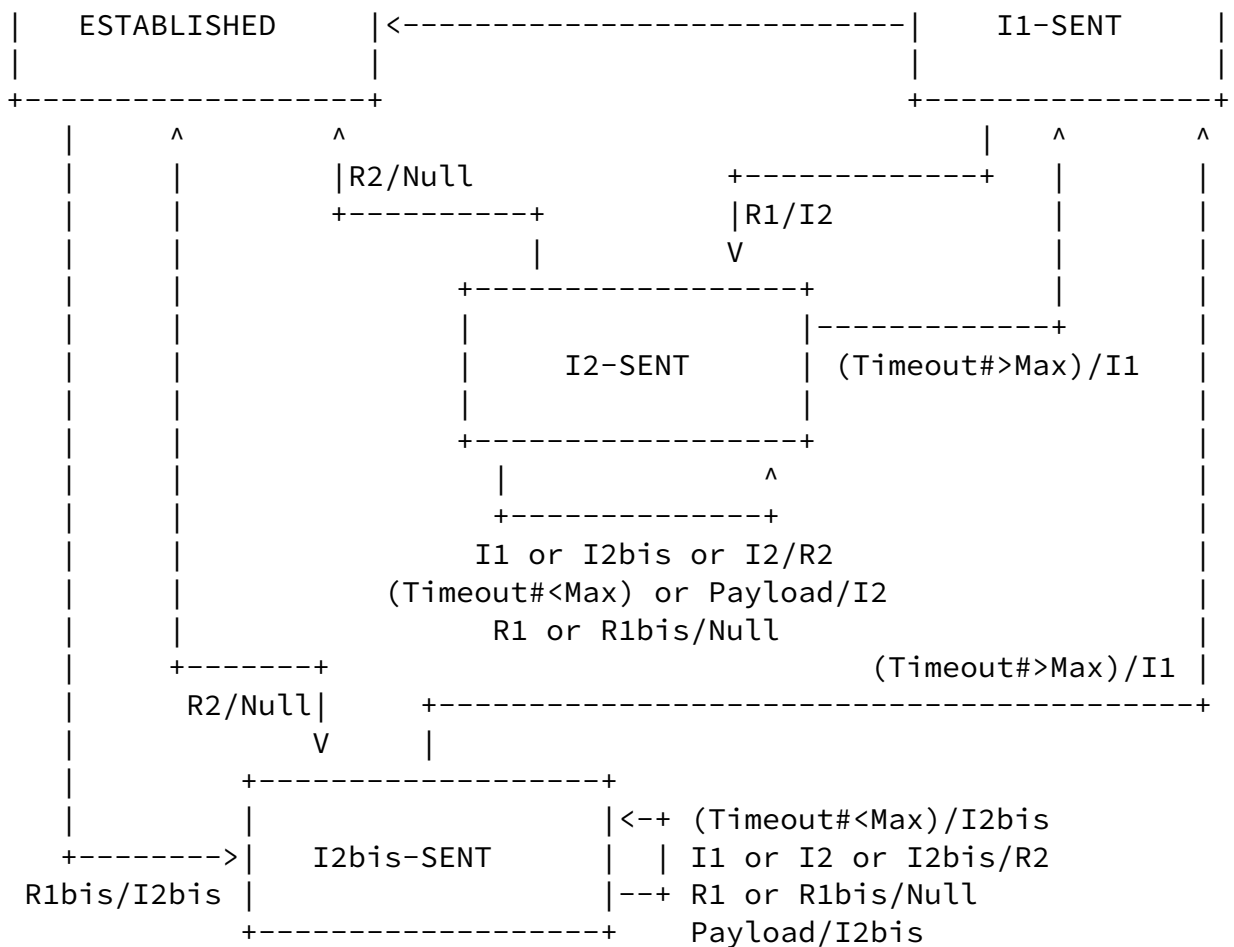 ESTABLISHED I1-SENT
R2/Null
R1/I2
I2-SENT (Timeout#>Max)/I1
I1 or I2bis or I2/R2
(Timeout#<Max) or Payload/I2
R1 or R1bis/Null
(Timeout#>Max)/I1
R2/Null
(Timeout#<Max)/I2bis
I2bis-SENT I1 or I2 or I2bis/R2
R1bis/I2bis R1 or R1bis/Null
Payload/I2bis